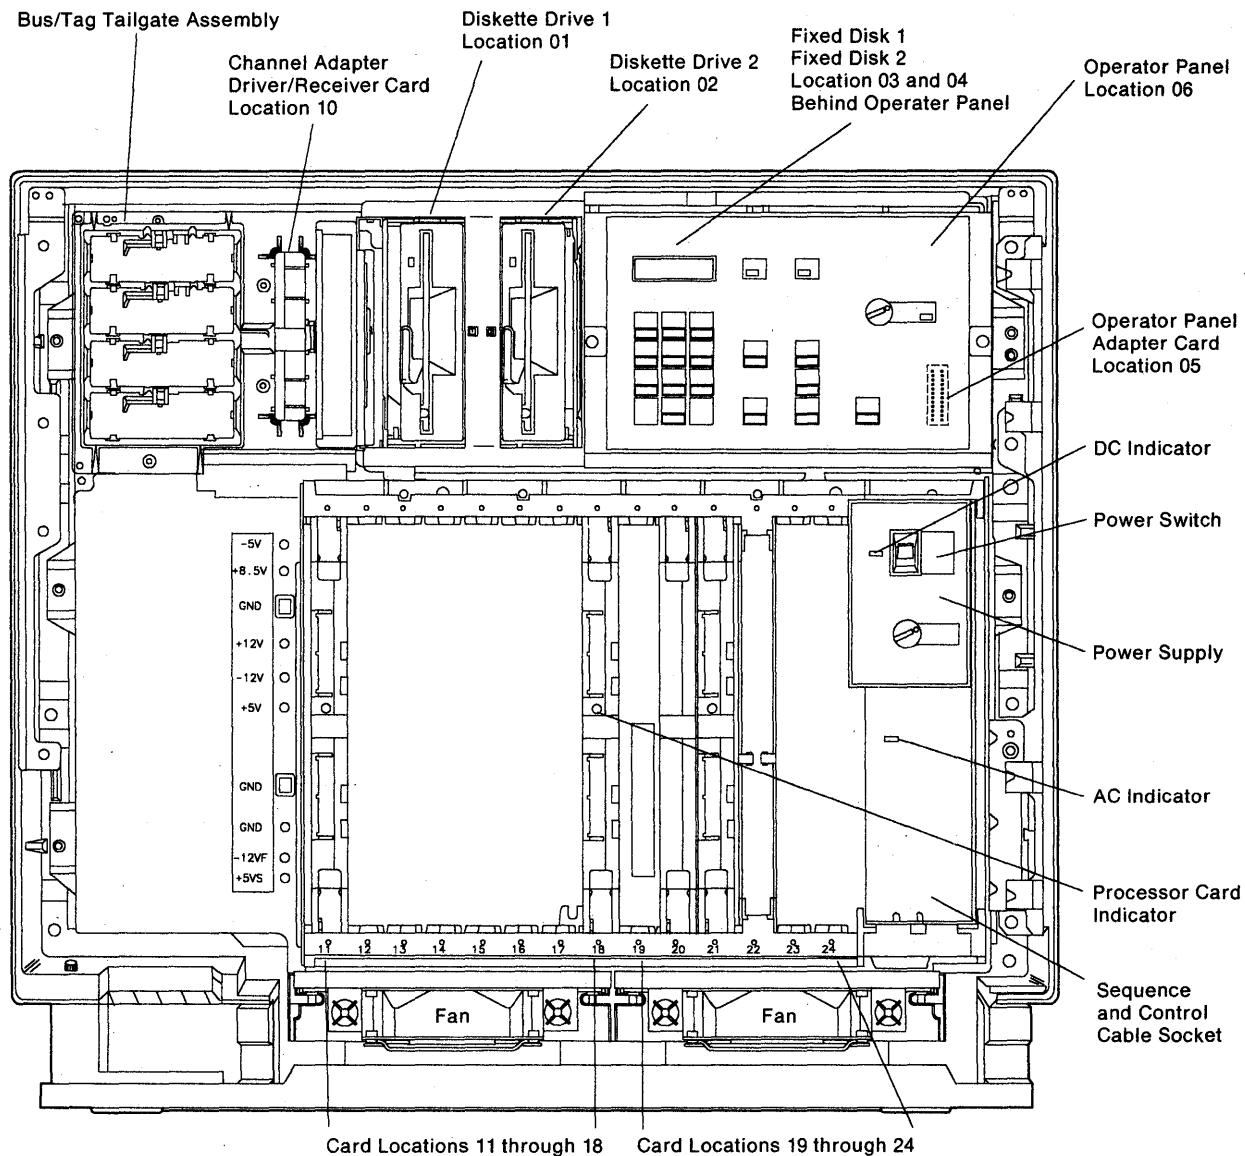 Bus/Tag Tailgate Assembly
Diskette Drive 1
Location 01
Channel Adapter
Driver/Receiver Card
Location 10
Diskette Drive 2
Location 02
Fixed Disk 1
Fixed Disk 2
Location 03 and 04
Behind Operater Panel
Operator Panel
Location 06
Operator Panel
Adapter Card
Location 05
DC Indicator
Power Switch
Power Supply
AC Indicator
Processor Card
Indicator
Sequence
and Control
Cable Socket
-5V
+8.5V
GND
+12V
-12V
+5V
GND
GND
-12VF
+5VS
11 12 13 14 15 16 17 18 19 20 21 22 23 24
Fan
Fan
Card Locations 11 through 18
Card Locations 19 through 24